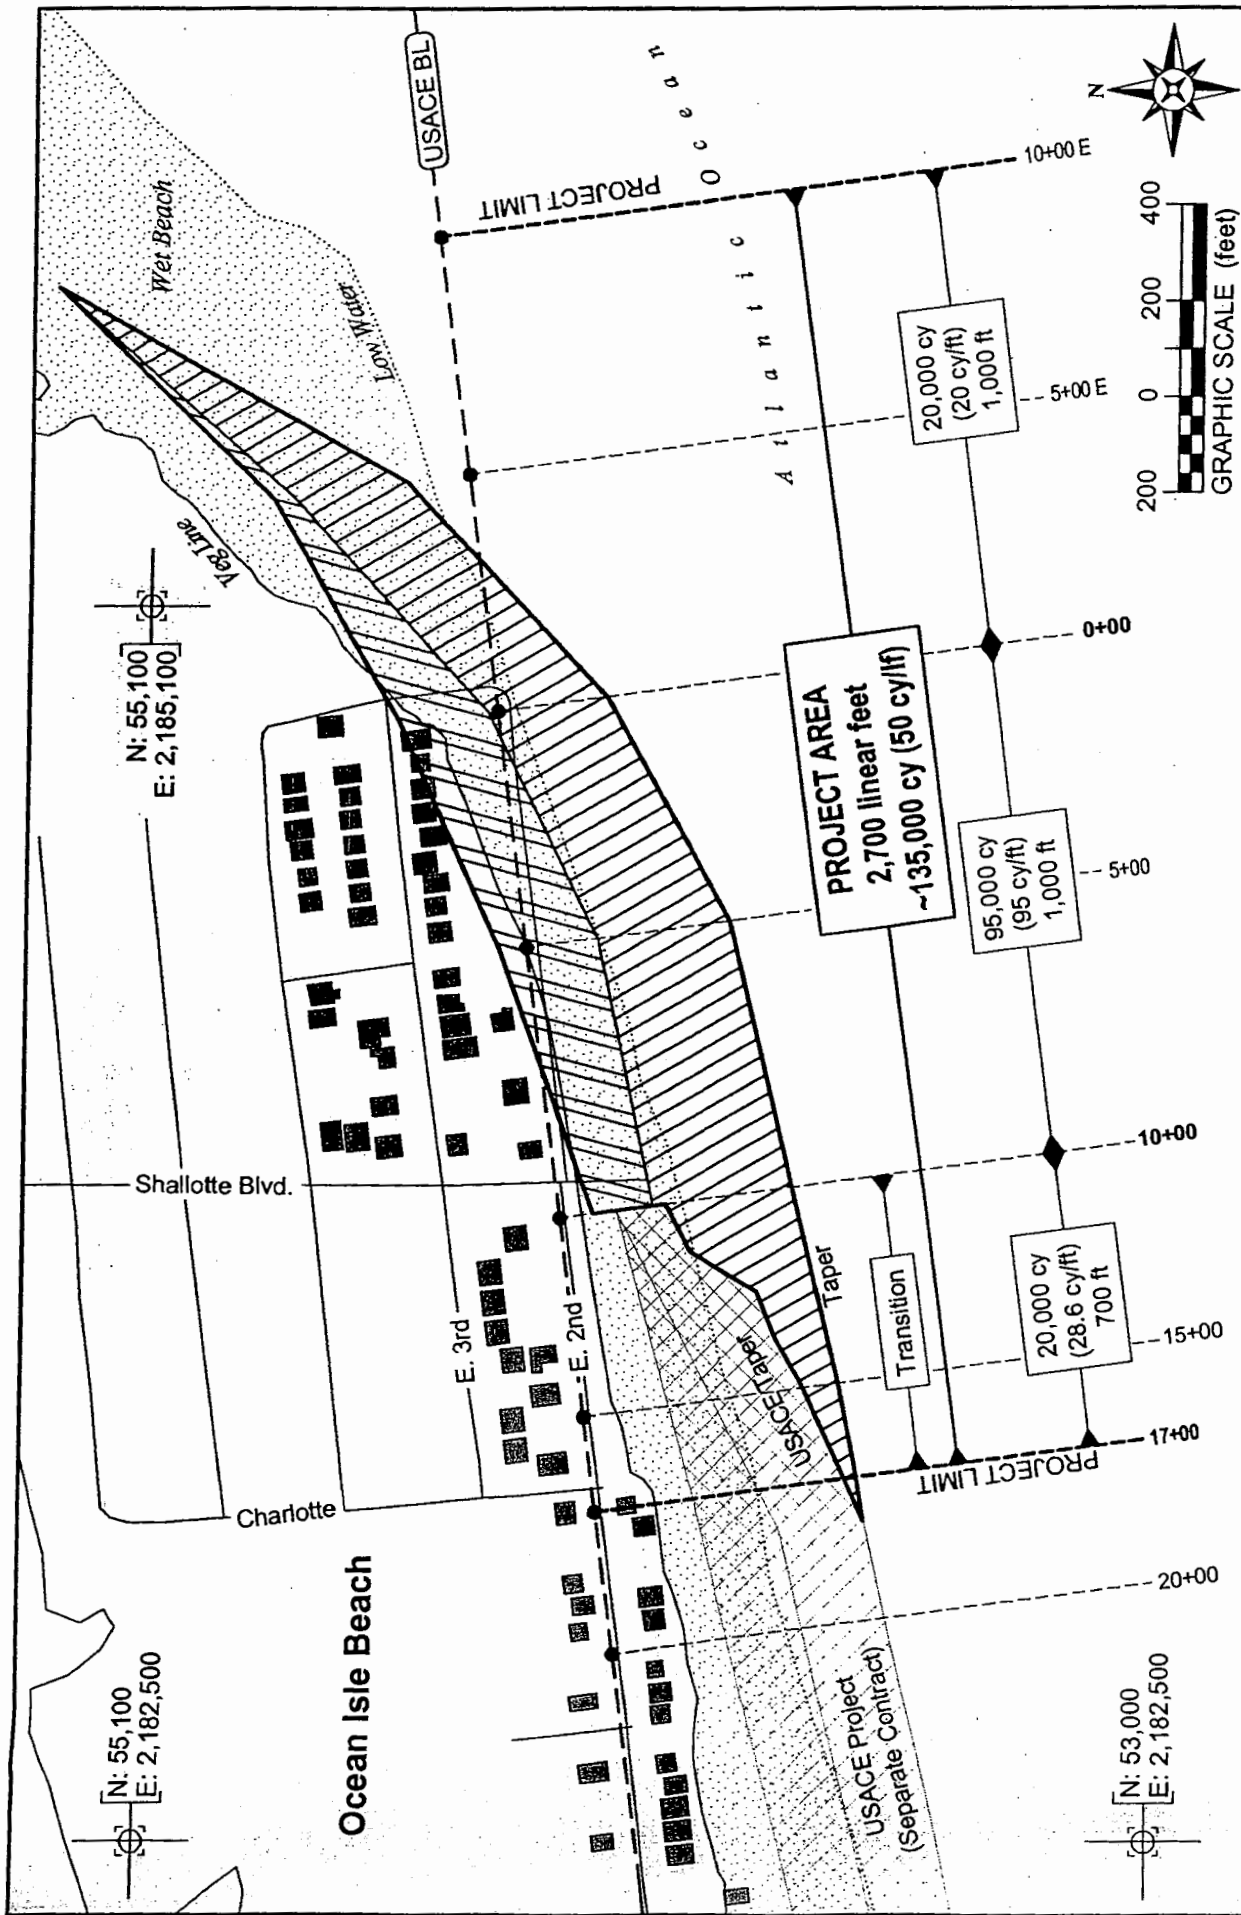 N: 55,100
E: 2,182,500
N: 55,100
E: 2,185,100
Wet Beach
Veg Line
Low Water
USACE BL
Shallotte Blvd.
Charlotte
E. 3rd
E. 2nd
Ocean Isle Beach
Atlantic Ocean
PROJECT LIMIT
10+00 E
5+00 E
0+00
5+00
10+00
15+00
17+00
20+00
PROJECT LIMIT
PROJECT AREA
2,700 linear feet
~135,000 cy (50 cy/lf)
20,000 cy
(20 cy/ft)
1,000 ft
95,000 cy
(95 cy/ft)
1,000 ft
20,000 cy
(28.6 cy/ft)
700 ft
Transition
Taper
USACE Taper
USACE Project
(Separate Contract)
N: 53,000
E: 2,182,500
N
200 0 200 400
GRAPHIC SCALE (feet)